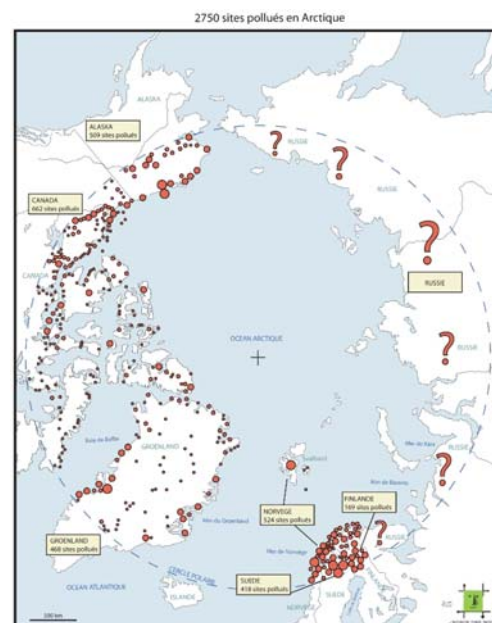 2750 sites pollués en Arctique
ALASKA
ALASKA
509 sites pollués
RUSSIE
?
?
RUSSIE
CANADA
662 sites pollués
?
RUSSIE
CANADA
OCEAN ARCTIQUE
?
RUSSIE
Baie de Baffin
GROENLAND
Svalbard
Mer de Kara
RUSSIE
?
Mer de Barents
Mer du Groenland
NORVEGE
524 sites pollués
FINLANDE
169 sites pollués
?
RUSSIE
GROENLAND
468 sites pollués
Mer de Norvège
CERCLE POLAIRE
SUEDE
418 sites pollués
OCEAN ATLANTIQUE
ISLANDE
NORVEGE
SUEDE
FINLANDE
500 km